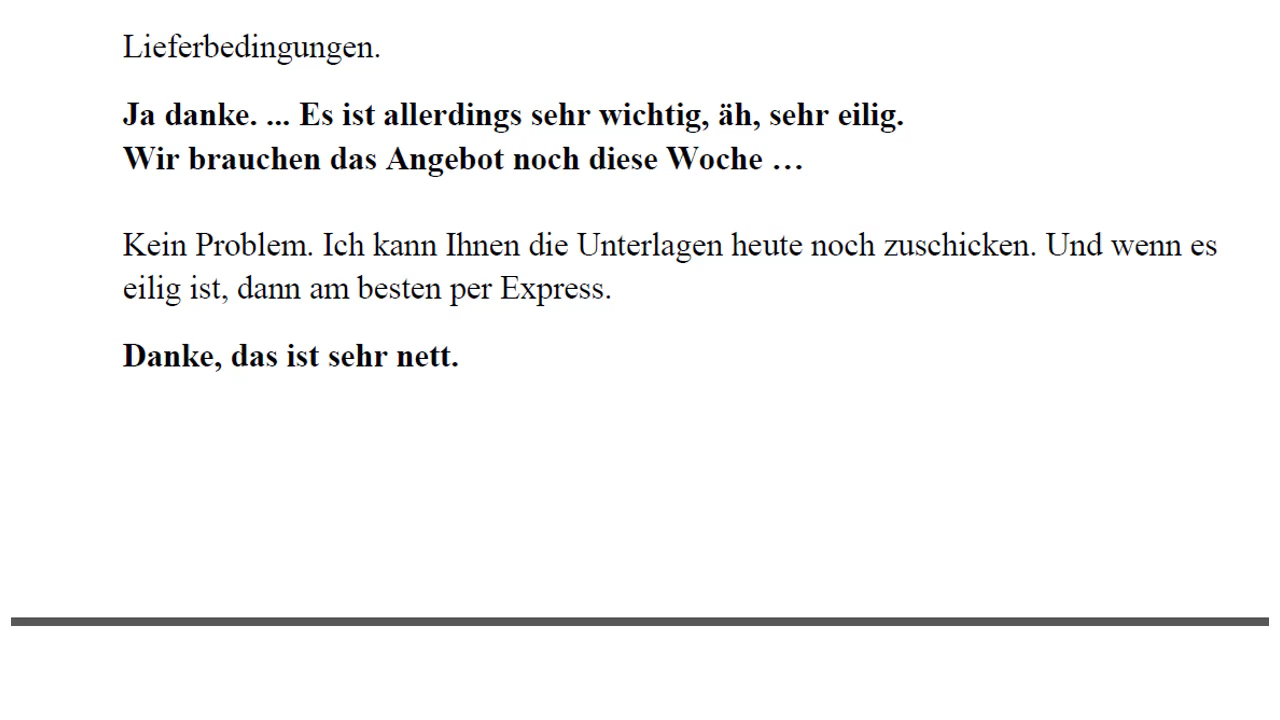 Lieferbedingungen.
Ja danke. ... Es ist allerdings sehr wichtig, äh, sehr eilig.
Wir brauchen das Angebot noch diese Woche …
Kein Problem. Ich kann Ihnen die Unterlagen heute noch zuschicken. Und wenn es
eilig ist, dann am besten per Express.
Danke, das ist sehr nett.